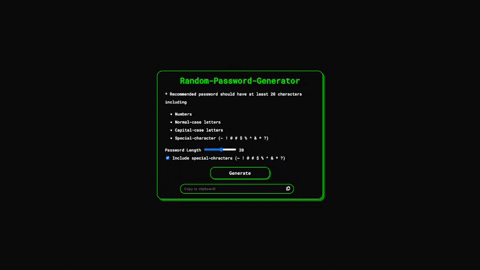 Random-Password-Generator
* Recommended password should have at least 20 characters
including
Numbers
Normal-case letters
Capital-case letters
Special-character (~ ! # # $ % ^ & * ?)
Password Length 20
Include special-chracters (~ ! # # $ % ^ & * ?)
Generate
Copy to clipboard!